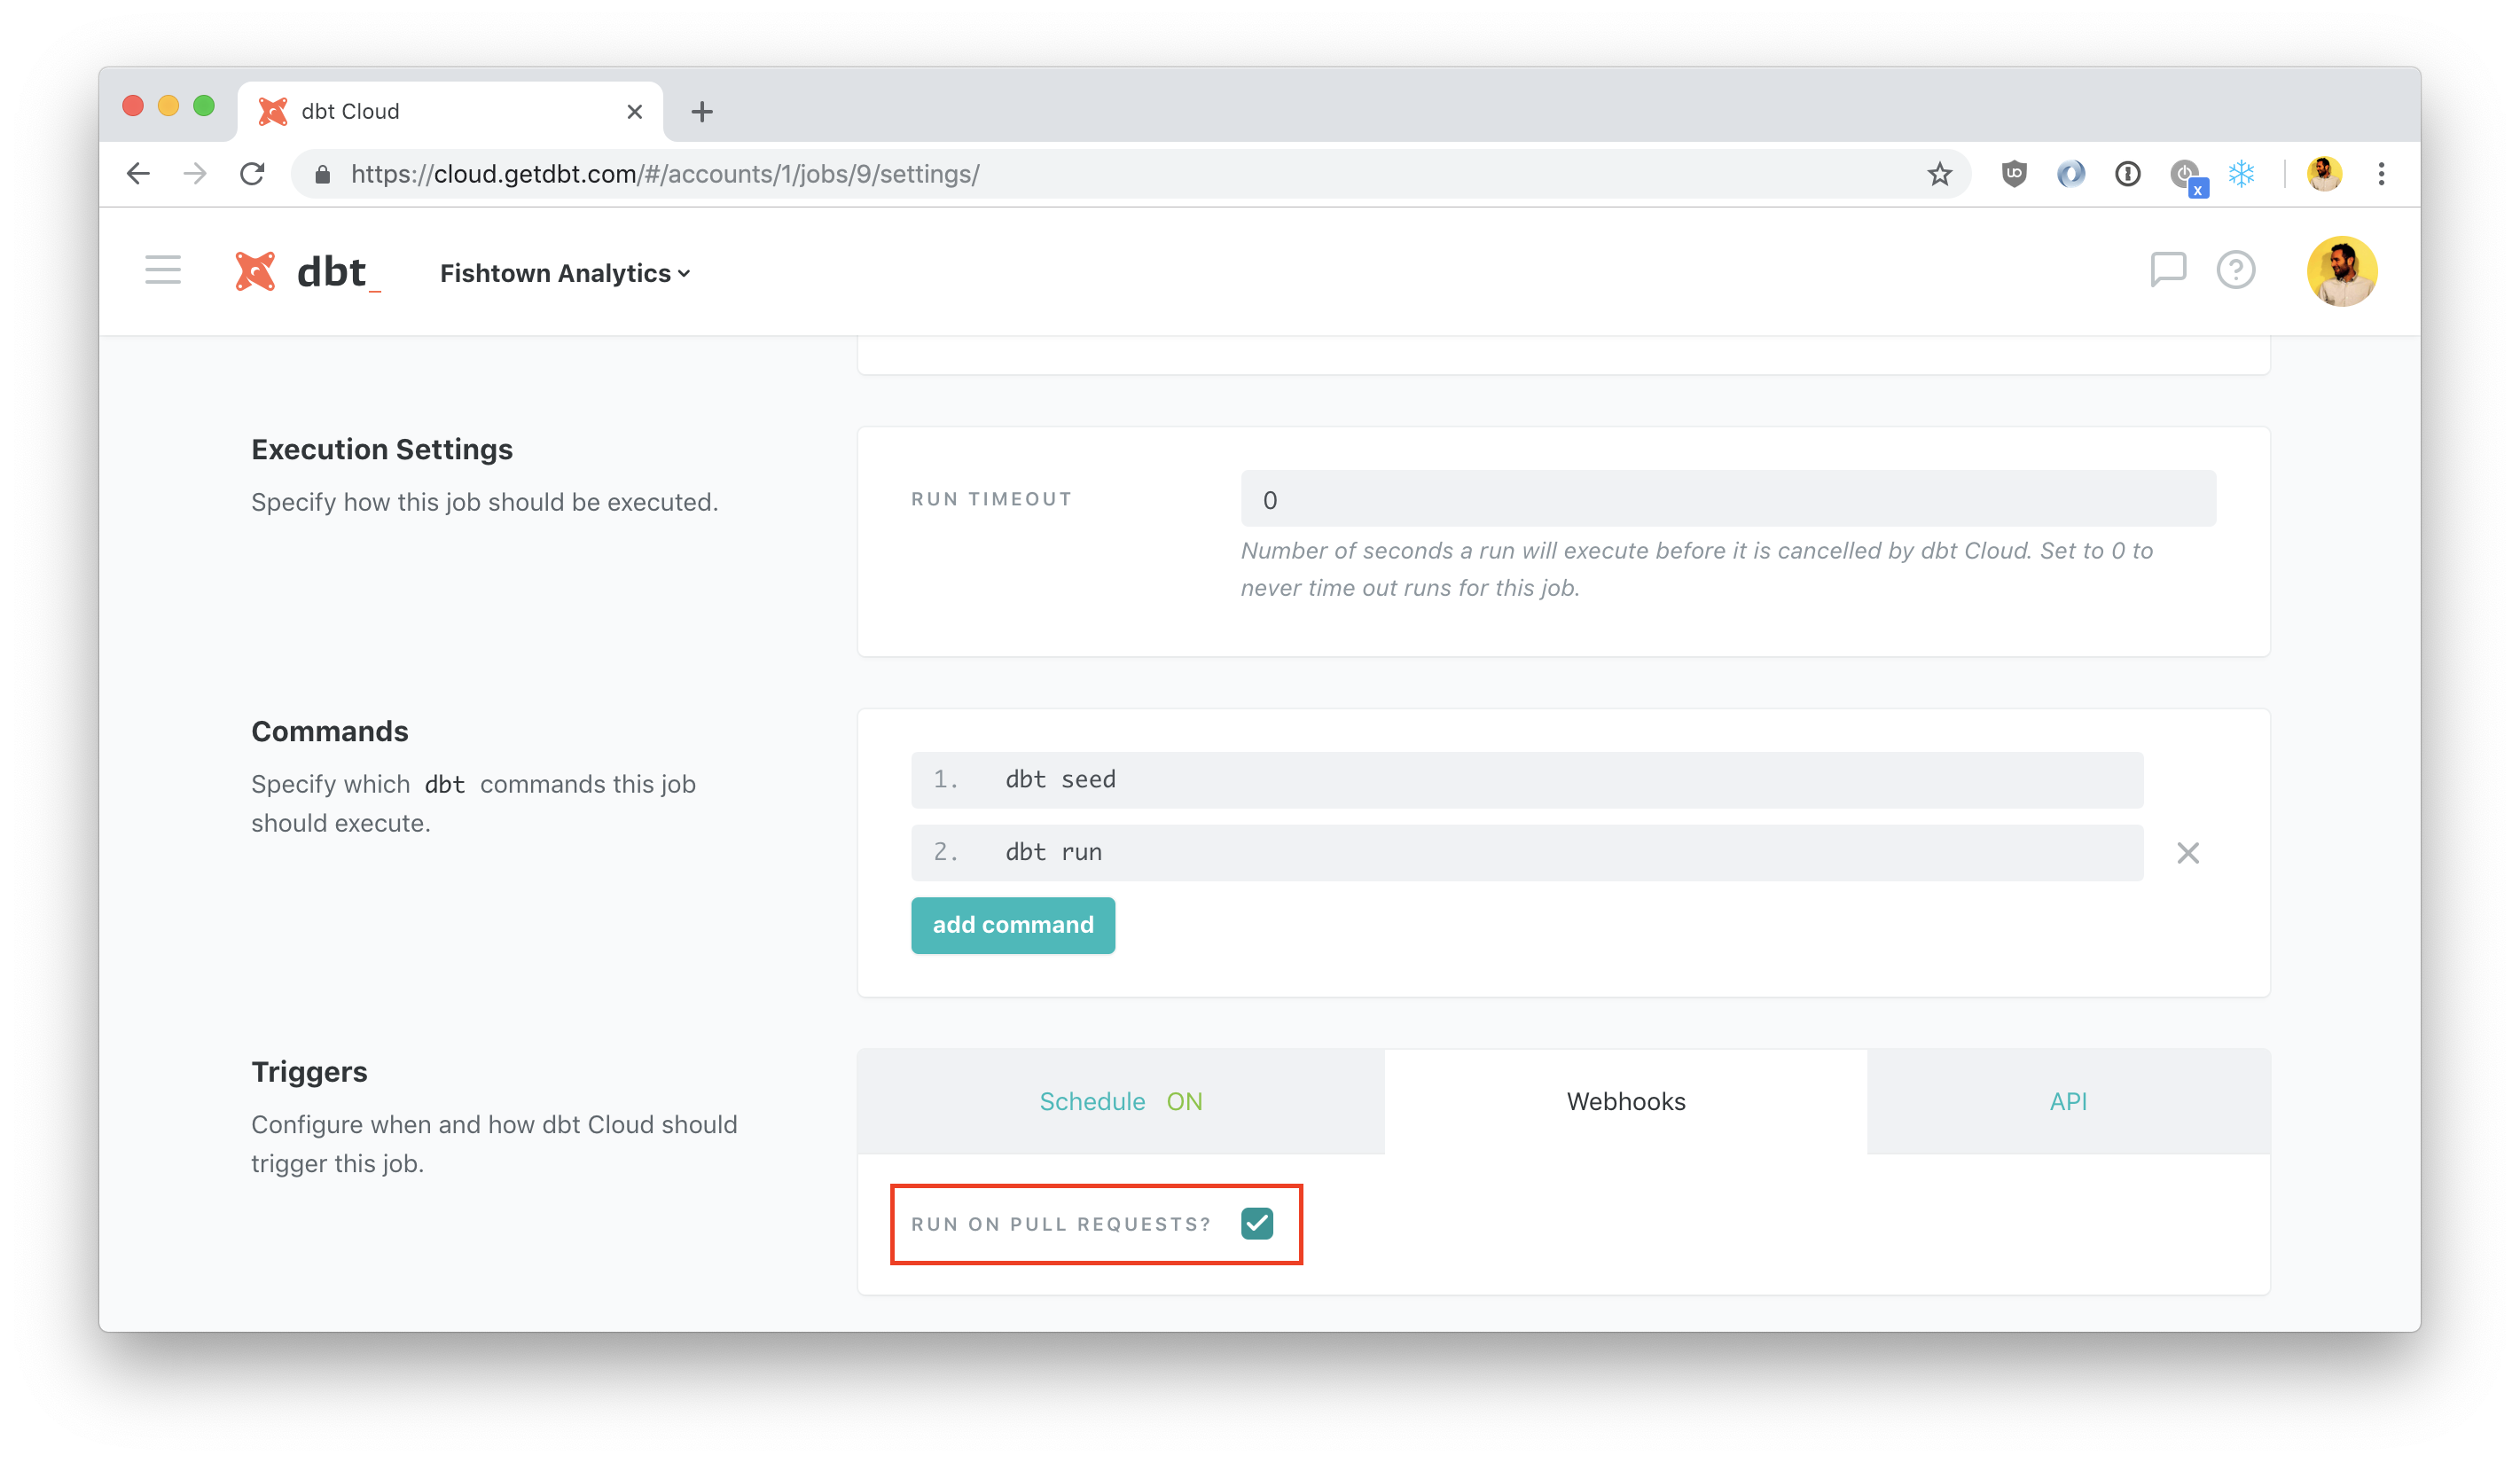 dbt Cloud
https://cloud.getdbt.com/#/accounts/1/jobs/9/settings/
dbt_
Fishtown Analytics
Execution Settings
Specify how this job should be executed.
RUN TIMEOUT
0
Number of seconds a run will execute before it is cancelled by dbt Cloud. Set to 0 to
never time out runs for this job.
Commands
Specify which dbt commands this job
should execute.
1. dbt seed
2. dbt run
add command
Triggers
Configure when and how dbt Cloud should
trigger this job.
Schedule ON
Webhooks
API
RUN ON PULL REQUESTS?